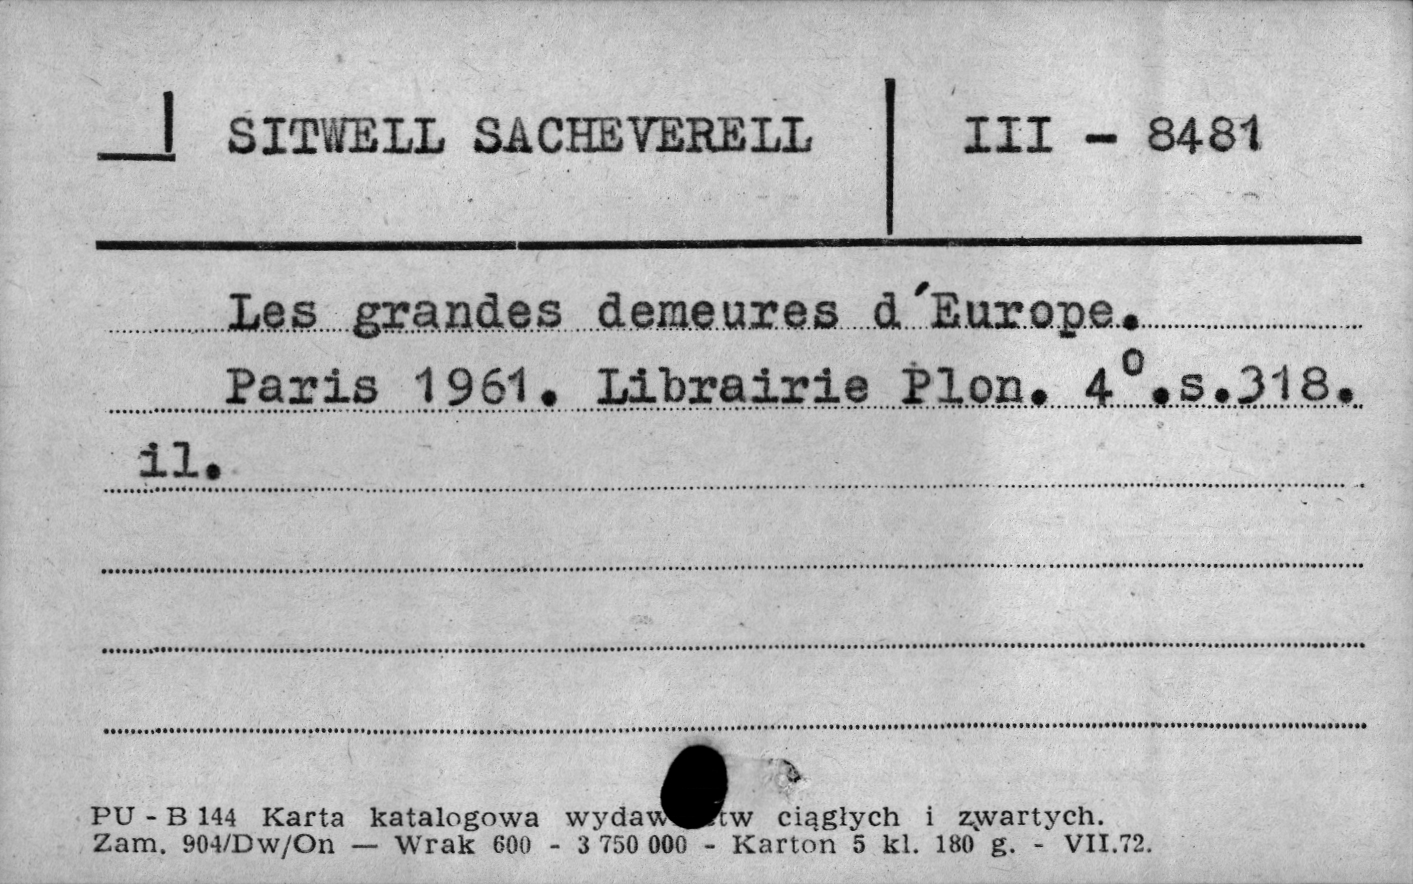 SITWELL SACHEVERELL III - 8481
Les grandes demeures d'Europe.
Paris 1961. Librairie Plon. 4°.s.318.
il.
PU - B 144 Karta katalogowa ciągłych i zwartych.
Zam. 904/Dw/On — Wrak 600 - 3 750 000 - Karton 5 kl. 180 g. - VII.72.